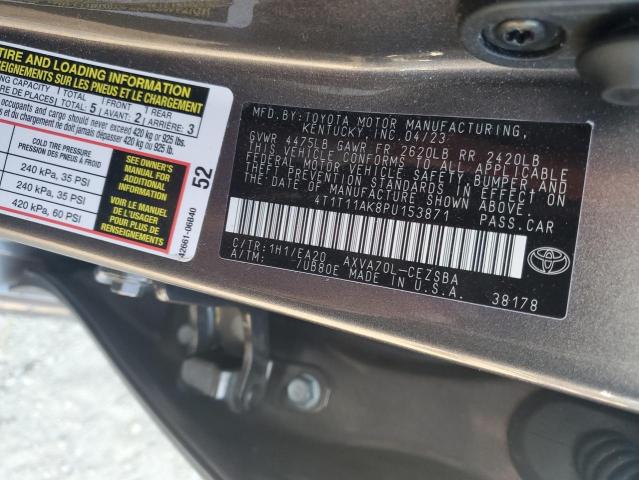 TIRE AND LOADING INFORMATION
ENSEIGNEMENTS SUR LES PNEUS ET LE CHARGEMENT
SEATING CAPACITY TOTAL FRONT REAR
DE PLACES TOTAL: 5 AVANT: 2 ARRIÈRE: 3
occupants and cargo should never exceed 420 kg or 925 lbs.
et du chargement ne doit jamais dépasser 420 kg ou 925 lb.
COLD TIRE PRESSURE
PRESSION DES PNEUS À FROID
240 kPa, 35 PSI
240 kPa, 35 PSI
420 kPa, 60 PSI
SEE OWNER'S
MANUAL FOR
ADDITIONAL
INFORMATION
VOIR LE MANUEL
DE L'USAGER
POUR PLUS DE
RENSEIGNEMENTS
52
42661-06B40
MFD.BY:TOYOTA MOTOR MANUFACTURING,
KENTUCKY,INC.04/23
GVWR 4475LB GAWR FR 2620LB RR 2420LB
THIS VEHICLE CONFORMS TO ALL APPLICABLE
FEDERAL MOTOR VEHICLE SAFETY,BUMPER,AND
THEFT PREVENTION STANDARDS IN EFFECT ON
THE DATE OF MANUFACTURE SHOWN ABOVE.
4T1T11AK8PU153871 PASS.CAR
C/TR:1H1/EA20 AXVA70L-CEZSBA
A/TM: /UB80E MADE IN U.S.A. 38178
TOYOTA